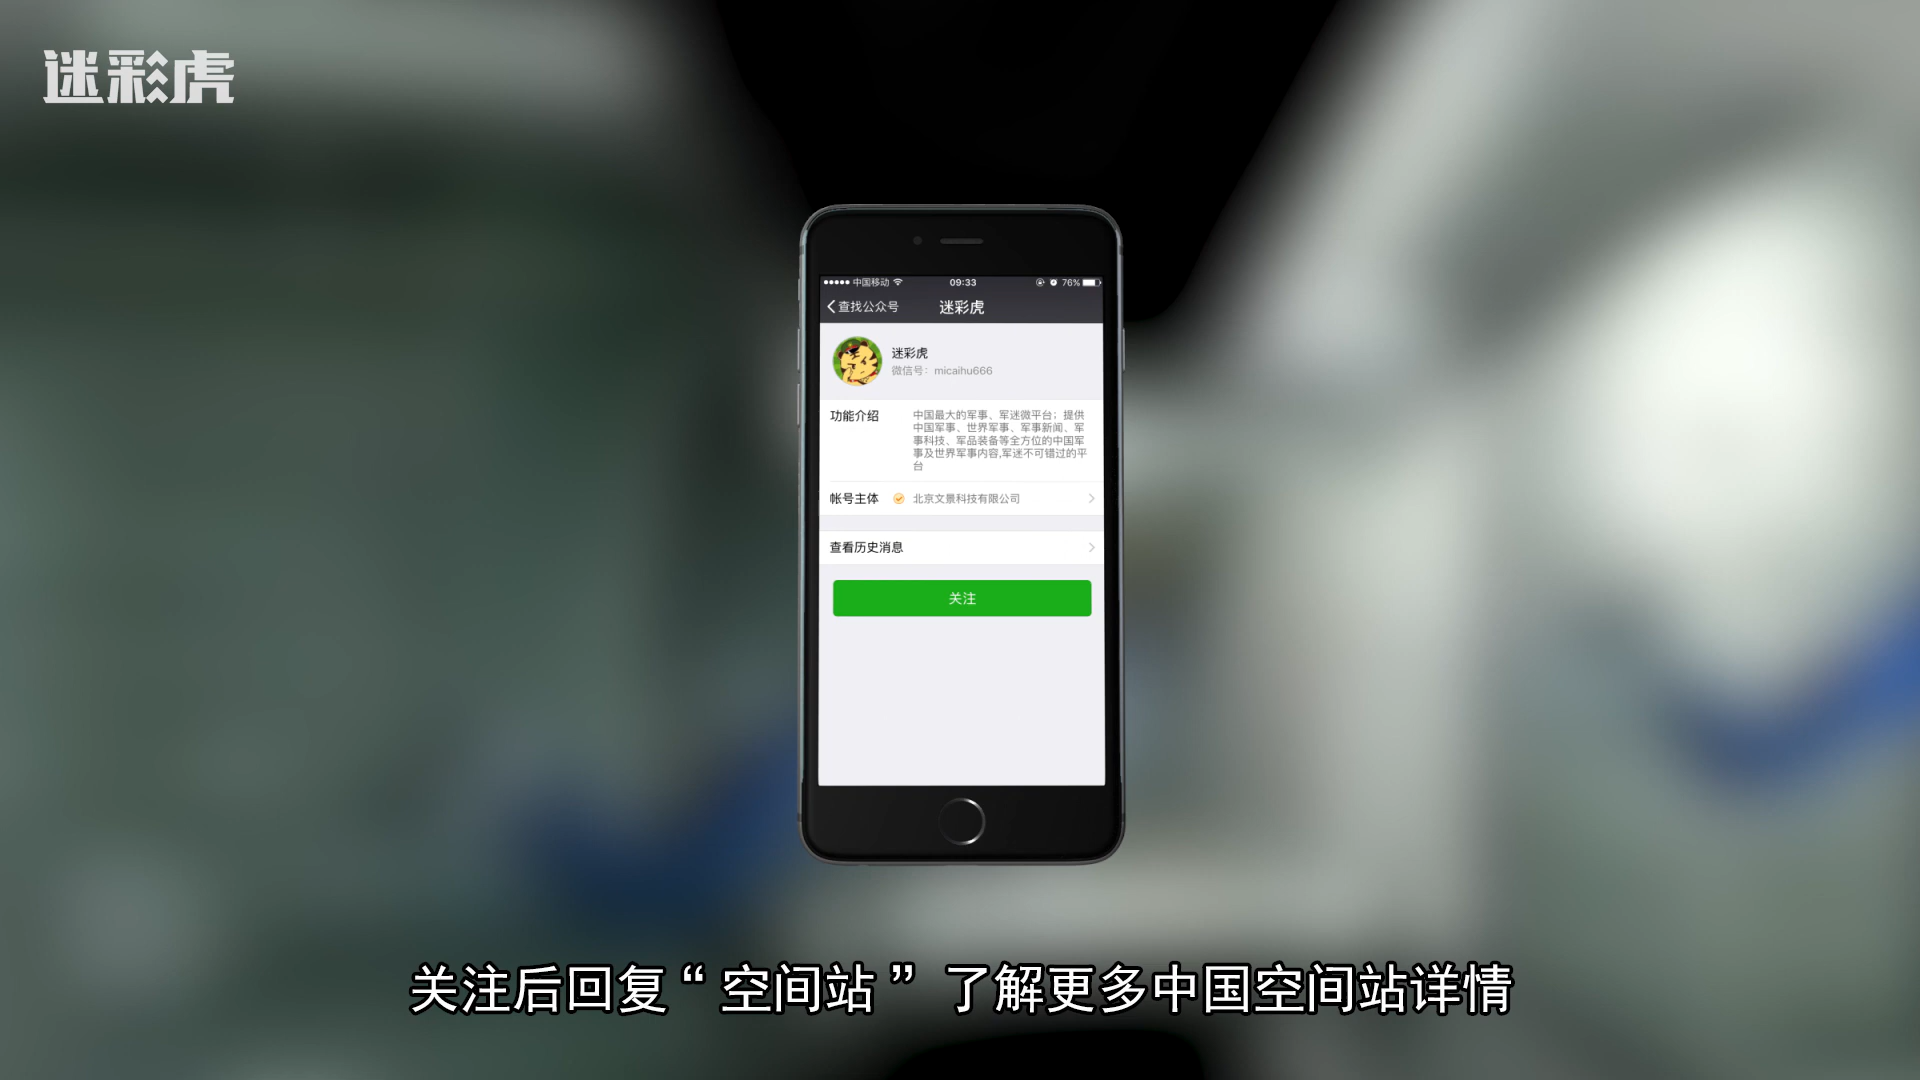 迷彩虎
中国移动 09:33 76%
查找公众号 迷彩虎
迷彩虎
微信号: micaihu666
功能介绍
中国最大的军事、军迷微平台；提供
中国军事、世界军事、军事新闻、军
事科技、军品装备等全方位的中国军
事及世界军事内容,军迷不可错过的平
台
帐号主体 北京文景科技有限公司
查看历史消息
关注
关注后回复“空间站”了解更多中国空间站详情